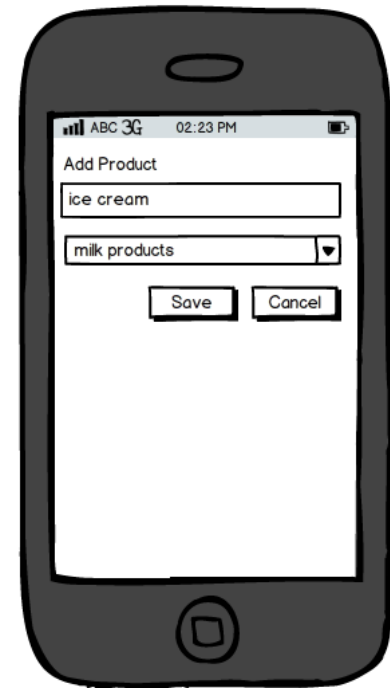 ABC 3G 02:23 PM
Add Product
ice cream
milk products
Save Cancel